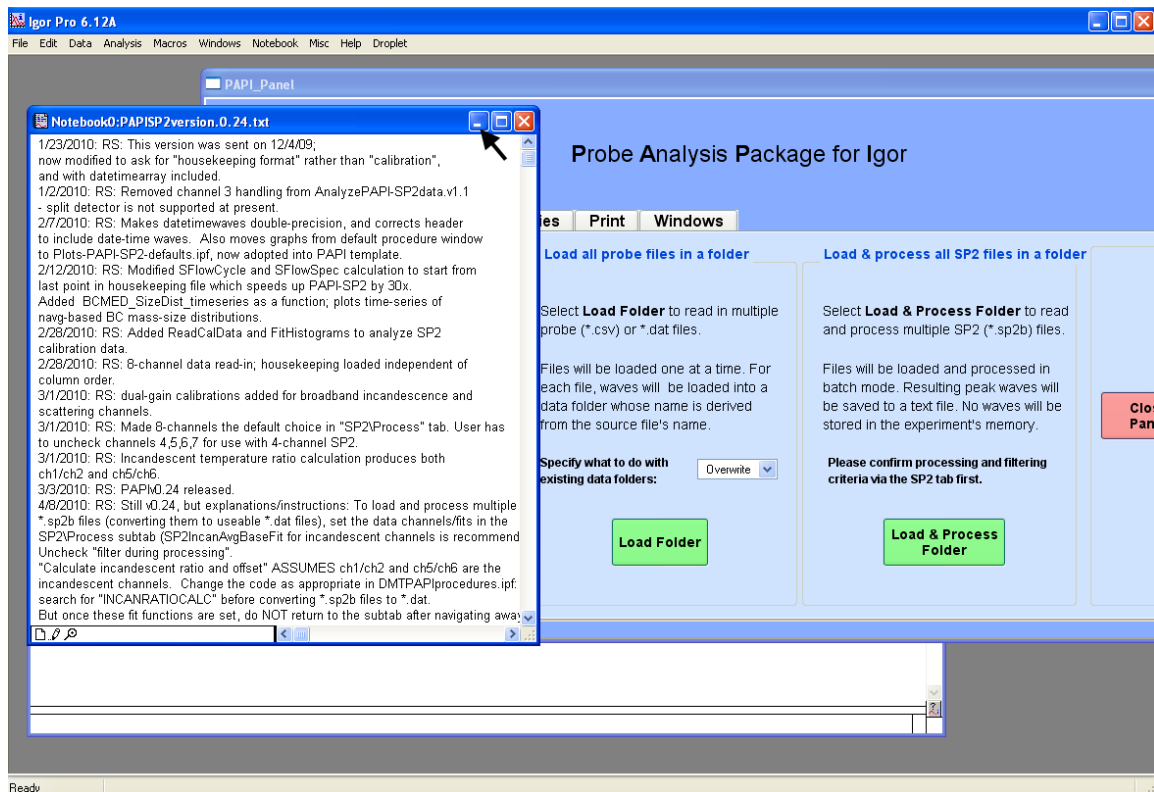 Igor Pro 6.12A
File Edit Data Analysis Macros Windows Notebook Misc Help Droplet
PAPI_Panel
Notebook0:PAPISP2version.0.24.txt
1/23/2010: RS: This version was sent on 12/4/09;
now modified to ask for "housekeeping format" rather than "calibration",
and with datetimearray included.
1/2/2010: RS: Removed channel 3 handling from AnalyzePAPI-SP2data.v1.1
- split detector is not supported at present.
2/7/2010: RS: Makes datetimewaves double-precision, and corrects header
to include date-time waves.  Also moves graphs from default procedure window
to Plots-PAPI-SP2-defaults.ipf, now adopted into PAPI template.
2/12/2010: RS: Modified SFlowCycle and SFlowSpec calculation to start from
last point in housekeeping file which speeds up PAPI-SP2 by 30x.
Added  BCMED_SizeDist_timeseries as a function; plots time-series of
navg-based BC mass-size distributions.
2/28/2010: RS: Added ReadCalData and FitHistograms to analyze SP2
calibration data.
2/28/2010: RS: 8-channel data read-in; housekeeping loaded independent of
column order.
3/1/2010: RS: dual-gain calibrations added for broadband incandescence and
scattering channels.
3/1/2010: RS: Made 8-channels the default choice in "SP2\Process" tab. User has
to uncheck channels 4,5,6,7 for use with 4-channel SP2.
3/1/2010: RS: Incandescent temperature ratio calculation produces both
ch1/ch2 and ch5/ch6.
3/3/2010: RS: PAPIv0.24 released.
4/8/2010: RS: Still v0.24, but explanations/instructions: To load and process multiple
*.sp2b files (converting them to useable *.dat files), set the data channels/fits in the
SP2\Process subtab (SP2IncanAvgBaseFit for incandescent channels is recommend
Uncheck "filter during processing".
"Calculate incandescent ratio and offset" ASSUMES ch1/ch2 and ch5/ch6 are the
incandescent channels.  Change the code as appropriate in DMTPAPIprocedures.ipf:
search for "INCANRATIOCALC" before converting *.sp2b files to *.dat.
But once these fit functions are set, do NOT return to the subtab after navigating away
Probe Analysis Package for Igor
ies Print Windows
Load all probe files in a folder
Select Load Folder to read in multiple
probe (*.csv) or *.dat files.
Files will be loaded one at a time. For
each file, waves will  be loaded into a
data folder whose name is derived
from the source file's name.
Specify what to do with
existing data folders:
Overwrite
Load Folder
Load & process all SP2 files in a folder
Select Load & Process Folder to read
and process multiple SP2 (*.sp2b) files.
Files will be loaded and processed in
batch mode. Resulting peak waves will
be saved to a text file. No waves will be
stored in the experiment's memory.
Please confirm processing and filtering
criteria via the SP2 tab first.
Load & Process
Folder
Clo
Pan
Ready